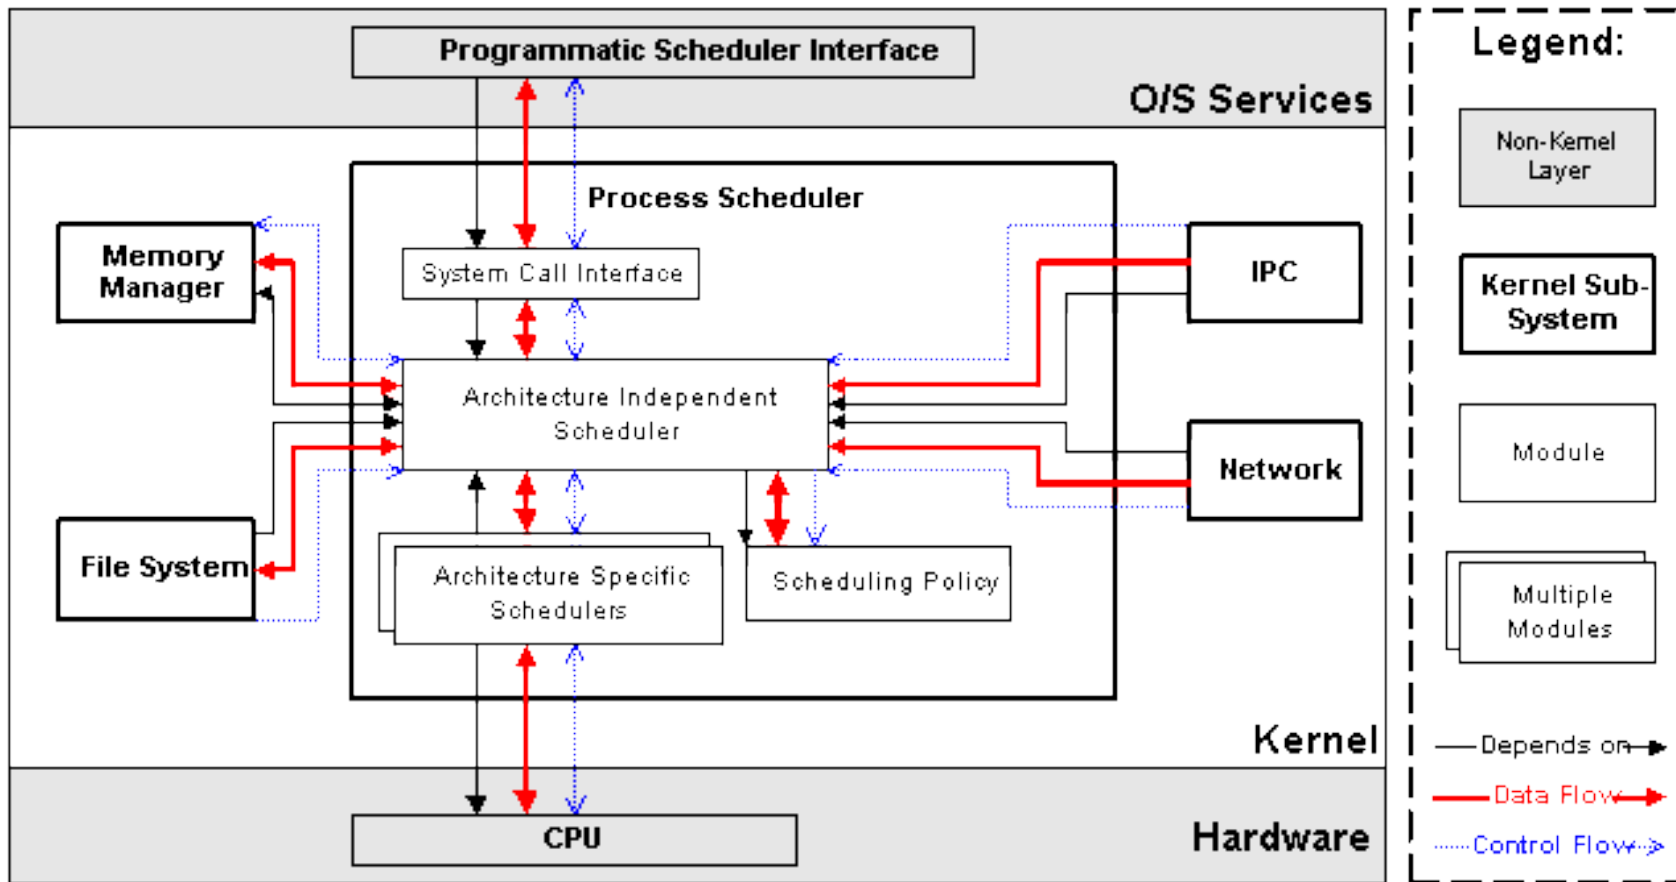 Programmatic Scheduler Interface
O/S Services
Process Scheduler
Memory
Manager
System Call Interface
IPC
Architecture Independent
Scheduler
Network
File System
Architecture Specific
Schedulers
Scheduling Policy
Kernel
CPU
Hardware
Legend:
Non-Kernel
Layer
Kernel Sub-
System
Module
Multiple
Modules
Depends on
Data Flow
Control Flow